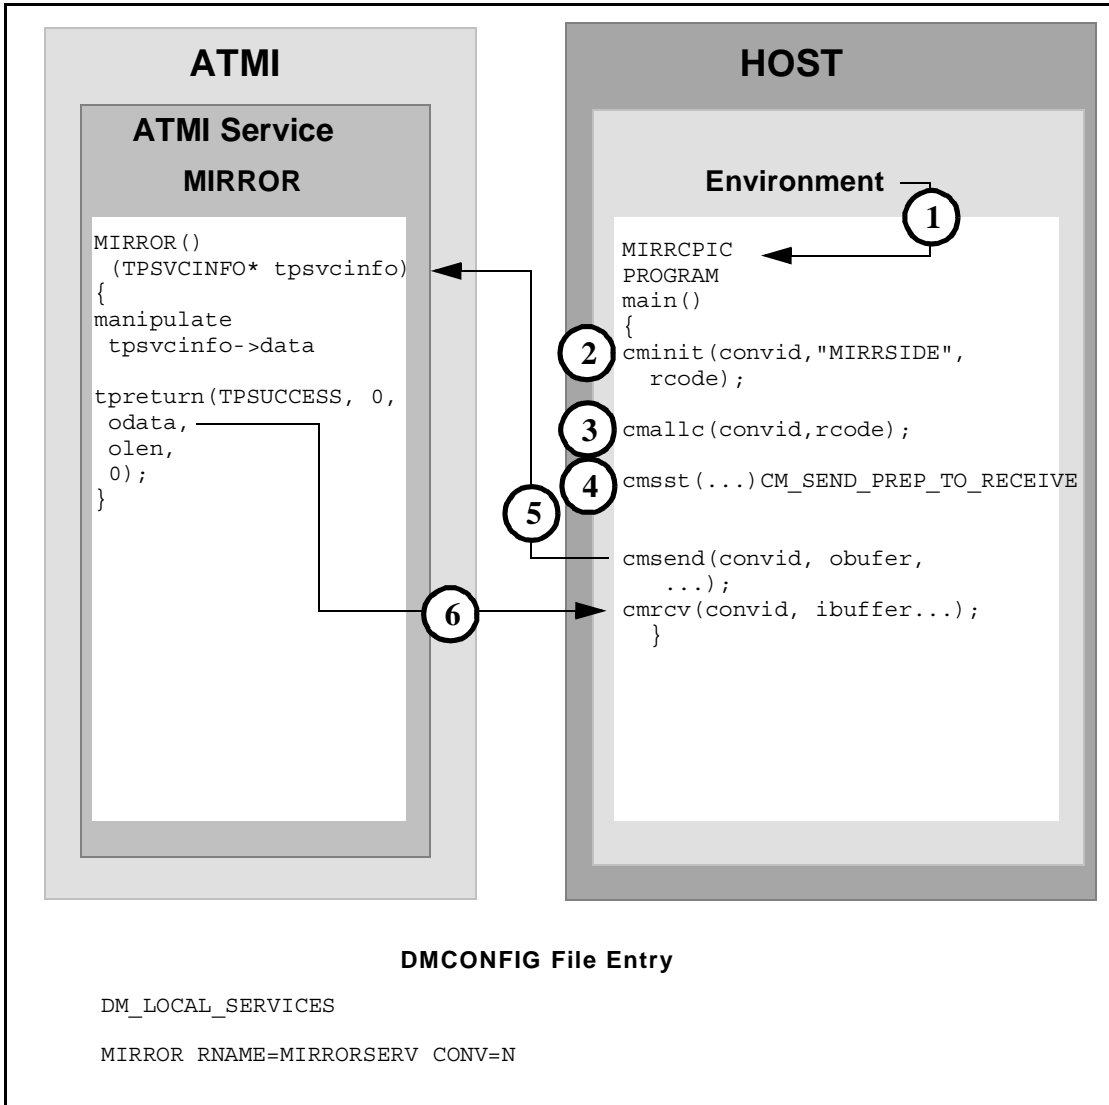 ATMI
ATMI Service
MIRROR
MIRROR()
(TPSVCINFO* tpsvcinfo)
{
manipulate
tpsvcinfo->data
tpreturn(TPSUCCESS, 0,
odata,
olen,
0);
}
HOST
Environment
1
MIRRCPIC
PROGRAM
main()
{
2
cminit(convid,"MIRRSIDE",
rcode);
3
cmallc(convid,rcode);
4
cmsst(...)CM_SEND_PREP_TO_RECEIVE
5
cmsend(convid, obufer,
...);
6
cmrcv(convid, ibuffer...);
}
DMCONFIG File Entry
DM_LOCAL_SERVICES
MIRROR RNAME=MIRRORSERV CONV=N